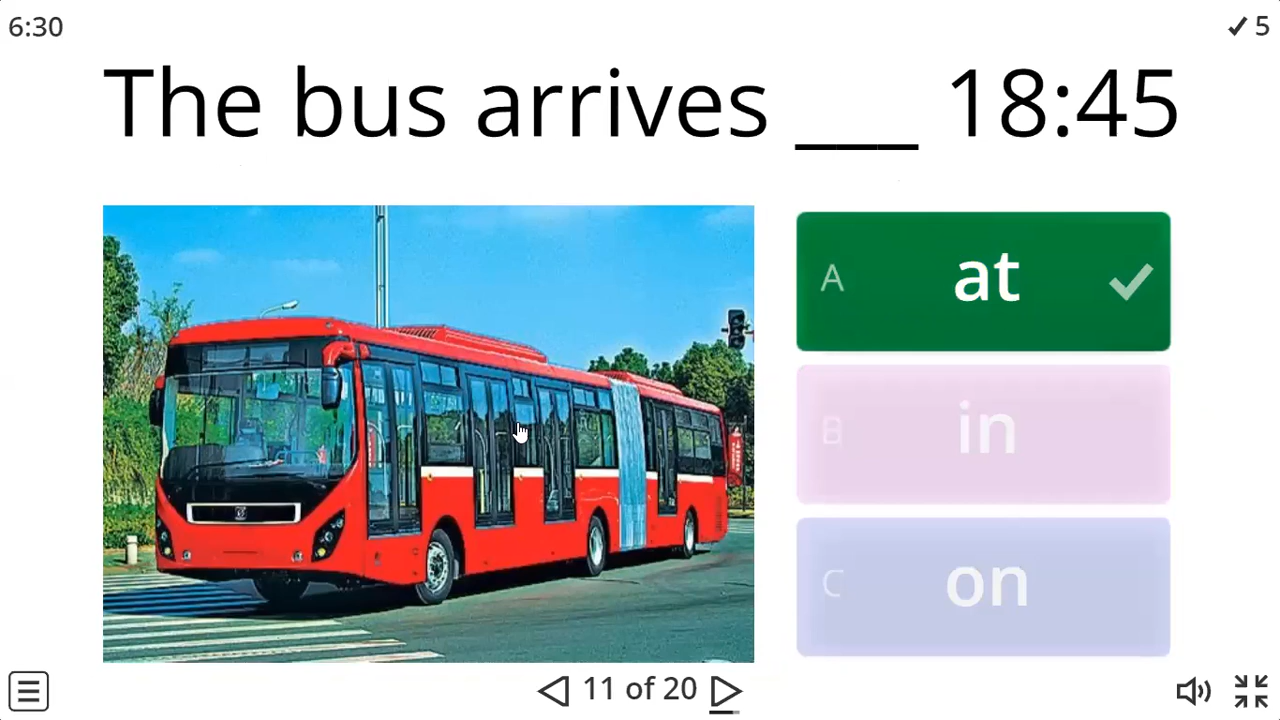 6:30
✓ 5
The bus arrives ___ 18:45
A at ✓
B in
C on
11 of 20